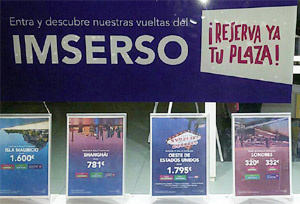 Entra y descubre nuestras vueltas del
IMSERSO
¡RESERVA YA
TU PLAZA!
ISLA MAURICIO
1.600€
SHANGHÁI
781€
OESTE DE
ESTADOS UNIDOS
1.795€
LONDRES
320€ 332€